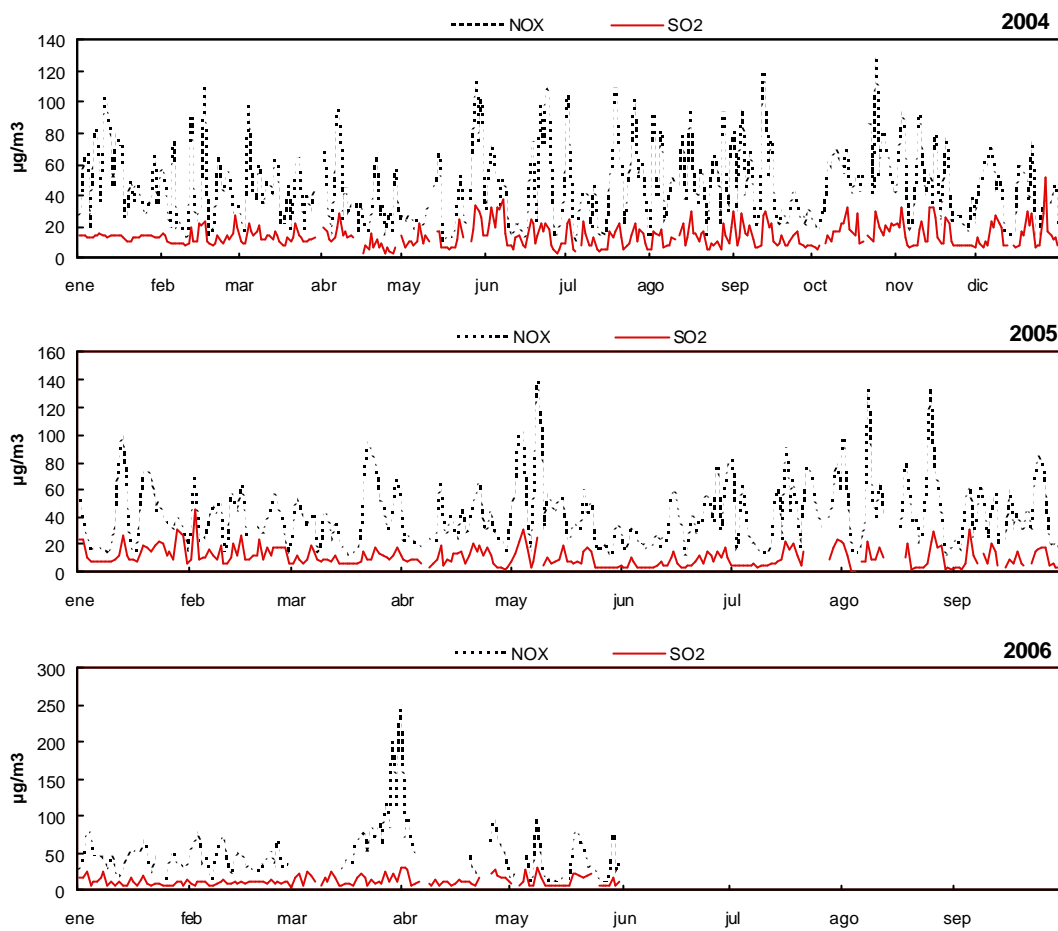 NOX SO2 2004
140
120
100
80
60
40
20
0
µg/m3
ene feb mar abr may jun jul ago sep oct nov dic
NOX SO2 2005
160
140
120
100
80
60
40
20
0
µg/m3
ene feb mar abr may jun jul ago sep
NOX SO2 2006
300
250
200
150
100
50
0
µg/m3
ene feb mar abr may jun jul ago sep